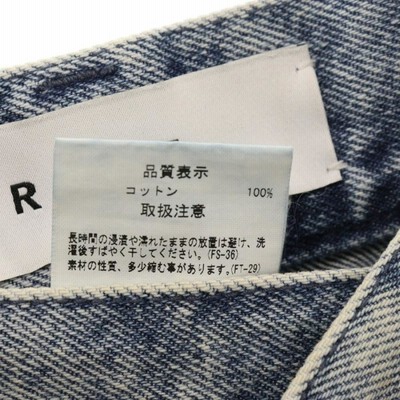 R
品質表示
コットン 100%
取扱注意
長時間の浸漬や濡れたままの放置は避け、洗
濯後すばやく干してください。(FS-36)
素材の性質、多少縮む事があります。(FT-29)